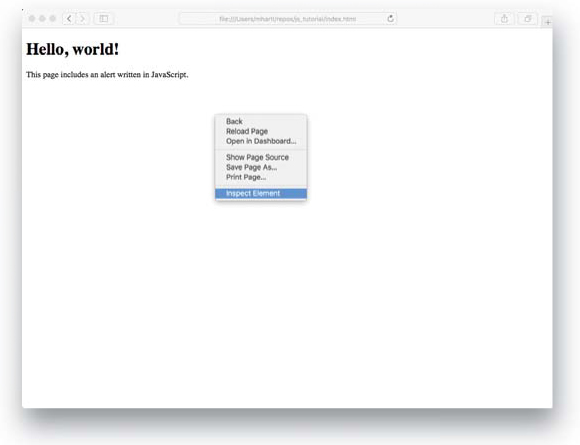 file:///Users/mhartl/repos/js_tutorial/index.html
Hello, world!
This page includes an alert written in JavaScript.
Back
Reload Page
Open in Dashboard...
Show Page Source
Save Page As...
Print Page...
Inspect Element